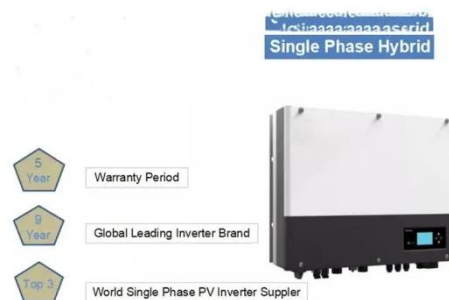 Single Phase Hybrid
5
Year
Warranty Period
9
Year
Global Leading Inverter Brand
Top 3
World Single Phase PV Inverter Suppler